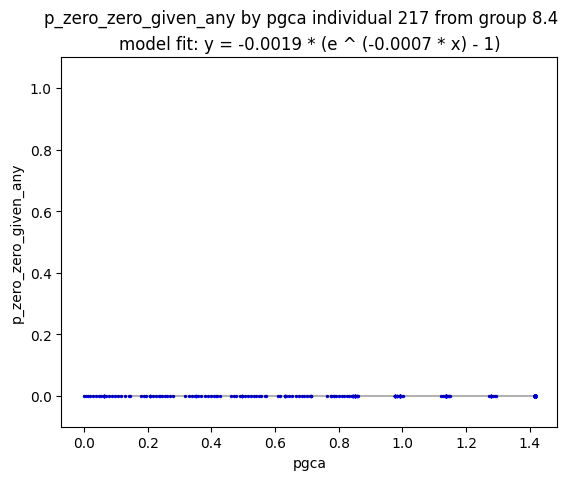 p_zero_zero_given_any by pgca individual 217 from group 8.4
model fit: y = -0.0019 * (e ^ (-0.0007 * x) - 1)
1.0
0.8
0.6
0.4
0.2
0.0
p_zero_zero_given_any
0.0 0.2 0.4 0.6 0.8 1.0 1.2 1.4
pgca